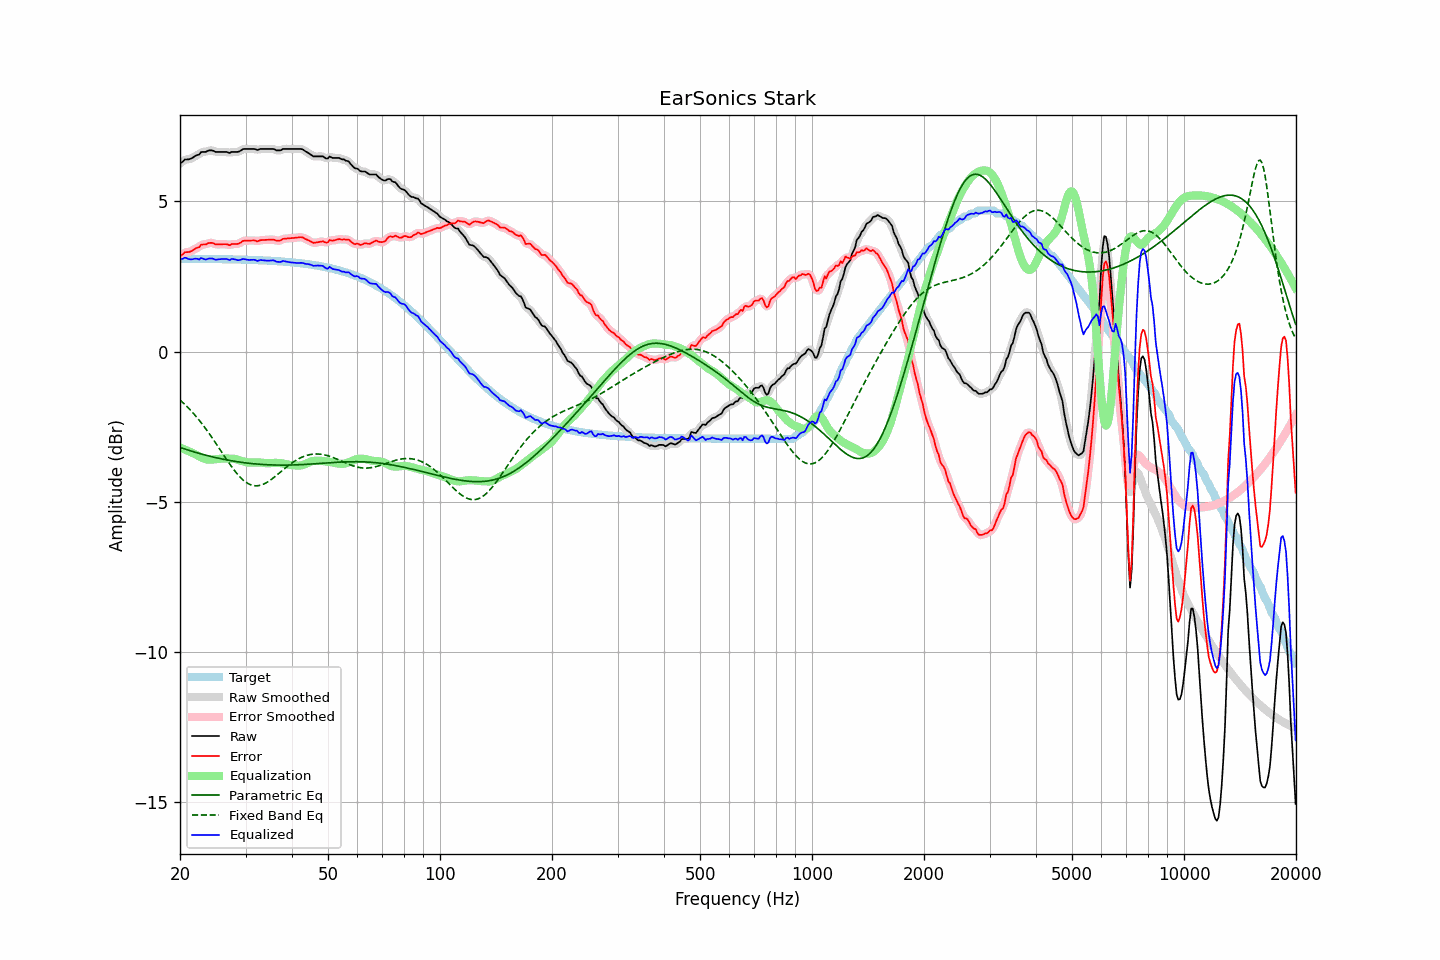 EarSonics Stark
Amplitude (dBr)
5
0
−5
−10
−15
Target
Raw Smoothed
Error Smoothed
Raw
Error
Equalization
Parametric Eq
Fixed Band Eq
Equalized
20 50 100 200 500 1000 2000 5000 10000 20000
Frequency (Hz)